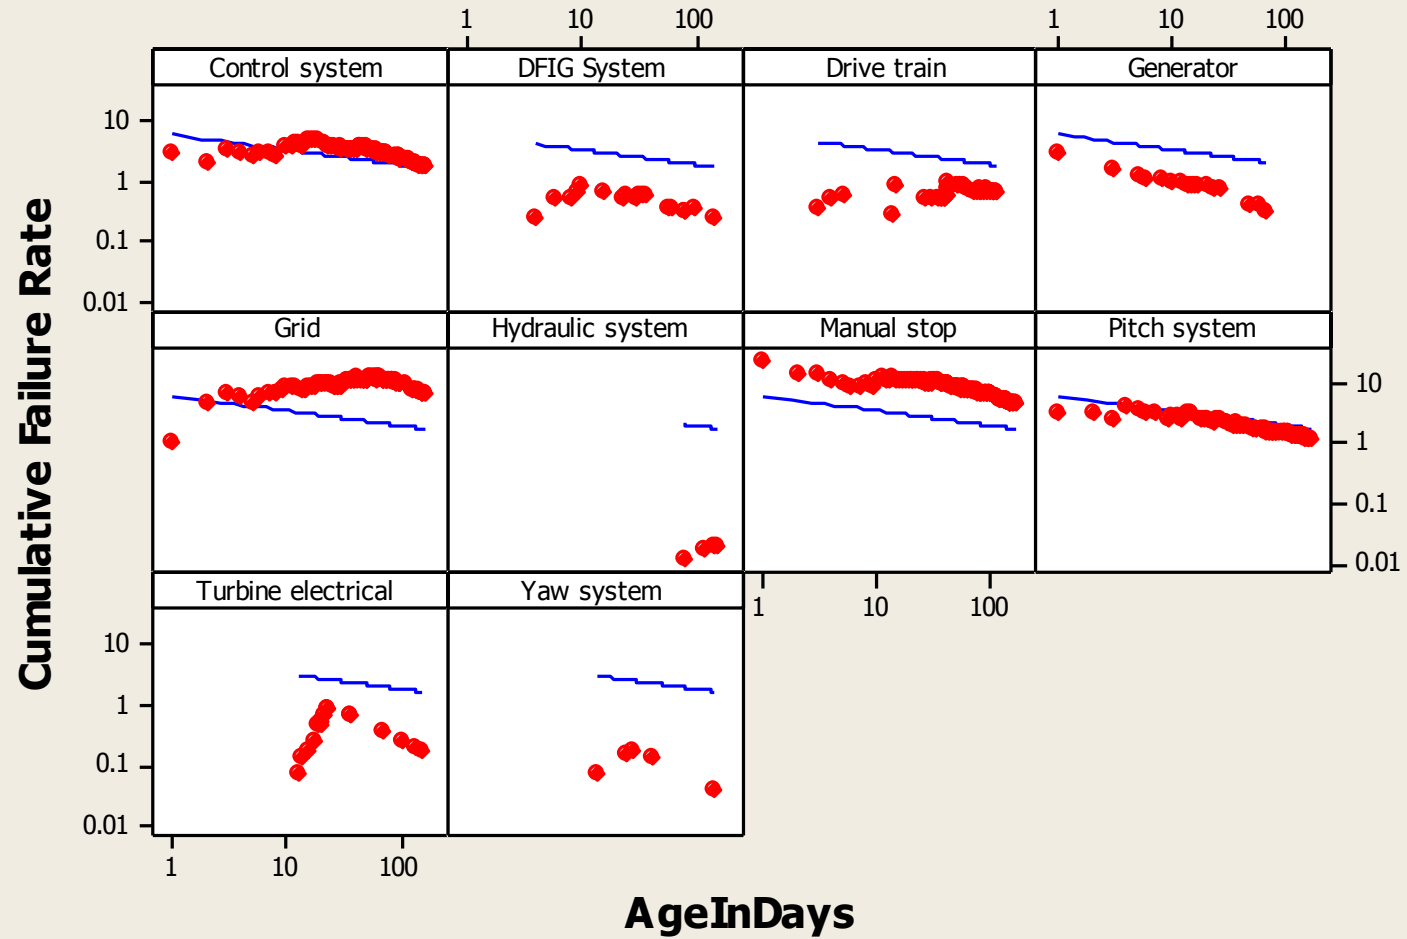 1 10 100 1 10 100
Control system DFIG System Drive train Generator
10
1
0.1
0.01
Grid Hydraulic system Manual stop Pitch system
10
1
0.1
0.01
Turbine electrical Yaw system
1 10 100
10
1
0.1
0.01
1 10 100
Cumulative Failure Rate
AgeInDays